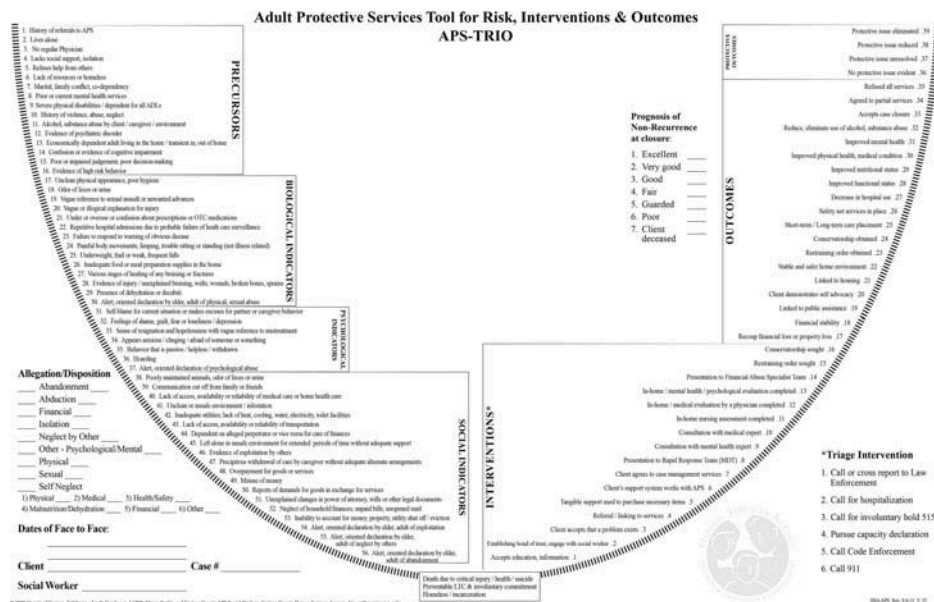 Adult Protective Services Tool for Risk, Interventions & Outcomes
APS-TRIO
1. History of referrals to APS
2. Lives alone
3. No regular Physician
4. Lacks social support, isolation
5. Refuses help from others
6. Lack of resources or homeless
7. Marital, family conflict, co-dependency
8. Prior or current mental health services
9. Severe physical disabilities / dependent for all ADLs
10. History of violence, abuse, neglect
11. Alcohol, substance abuse by client / caregiver / environment
12. Evidence of psychiatric disorder
13. Economically dependent adult living in the home / transient in, out of home
14. Confusion or evidence of cognitive impairment
15. Poor or impaired judgement, poor decision-making
16. Evidence of high risk behavior
PRECURSORS
17. Unclean physical appearance, poor hygiene
18. Odor of feces or urine
19. Vague reference to sexual assault or unwanted advances
20. Vague or illogical explanation for injury
21. Under or overuse or confusion about prescriptions or OTC medications
22. Repetitive hospital admissions due to probable failure of heath care surveillance
23. Failure to respond to warning of obvious disease
24. Painful body movements, limping, trouble sitting or standing (not illness related)
25. Underweight, frail or weak, frequent falls
26. Inadequate food or meal preparation supplies in the home
27. Various stages of healing of any bruising or fractures
28. Evidence of injury / unexplained bruising, welts, wounds, broken bones, sprains
29. Presence of dehydration or decubiti
30. Alert, oriented declaration by elder, adult of physical, sexual abuse
BIOLOGICAL INDICATORS
31. Self-blame for current situation or makes excuses for partner or caregiver behavior
32. Feelings of shame, guilt, fear or loneliness / depression
33. Sense of resignation and hopelessness with vague reference to mistreatment
34. Appears anxious / clinging / afraid of someone or something
35. Behavior that is passive / helpless / withdrawn
36. Hoarding
37. Alert, oriented declaration of psychological abuse
PSYCHOLOGICAL
INDICATORS
38. Poorly maintained animals, odor of feces or urine
39. Communication cut off from family or friends
40. Lack of access, availability or reliability of medical care or home health care
41. Unclean or unsafe environment / infestation
42. Inadequate utilities; lack of heat, cooling, water, electricity, toilet facilities
43. Lack of access, availability or reliability of transportation
44. Dependent on alleged perpetrator or vice versa for care of finances
45. Left alone in unsafe environment for extended periods of time without adequate support
46. Evidence of exploitation by others
47. Precipitous withdrawal of care by caregiver without adequate alternate arrangements
48. Overpayment for goods or services
49. Misuse of money
50. Reports of demands for goods in exchange for services
51. Unexplained changes in power of attorney, wills or other legal documents
52. Neglect of household finances; unpaid bills, unopened mail
53. Inability to account for money, property, utility shut off / eviction
54. Alert, oriented declaration by elder, adult of exploitation
55. Alert, oriented declaration by elder,
adult of neglect by others
56. Alert, oriented declaration by elder,
adult of abandonment
SOCIAL INDICATORS
Allegation/Disposition
Abandonment
Abduction
Financial
Isolation
Neglect by Other
Other - Psychological/Mental
Physical
Sexual
Self Neglect
1) Physical 2) Medical 3) Health/Safety
4) Malnutrition/Dehydration 5) Financial 6) Other
Dates of Face to Face:
Client Case #
Social Worker
Death due to critical injury / health / suicide
Preventable LTC & involuntary commitment
Homeless / incarceration
Prognosis of
Non-Recurrence
at closure:
1. Excellent
2. Very good
3. Good
4. Fair
5. Guarded
6. Poor
7. Client
deceased
PROTECTIVE
OUTCOMES
Protective issue eliminated .39
Protective issue reduced .38
Protective issue unresolved .37
No protective issue evident .36
OUTCOMES
Refused all services .35
Agreed to partial services .34
Accepts case closure .33
Reduce, eliminate use of alcohol, substance abuse .32
Improved mental health .31
Improved physical health, medical condition .30
Improved nutritional status .29
Improved functional status .28
Decrease in hospital use .27
Safety net services in place .26
Short-term / Long-term care placement .25
Conservatorship obtained .24
Restraining order obtained .23
Stable and safer home environment .22
Linked to housing .21
Client demonstrates self advocacy .20
Linked to public assistance .19
Financial stability .18
Recoup financial loss or property loss .17
INTERVENTIONS*
Conservatorship sought .16
Restraining order sought .15
Presentation to Financial Abuse Specialist Team .14
In-home / mental health / psychological evaluation completed .13
In-home / medical evaluation by a physician completed .12
In-home nursing assessment completed .11
Consultation with medical expert .10
Consultation with mental health expert .9
Presentation to Rapid Response Team (MDT) .8
Client agrees to case management services .7
Client's support system works with APS .6
Tangible support used to purchase necessary items .5
Referral / linking to services .4
Client accepts that a problem exists .3
Establishing bond of trust, engage with social worker .2
Accepts education, information .1
*Triage Intervention
1. Call or cross report to Law
Enforcement
2. Call for hospitalization
3. Call for involuntary hold 515
4. Pursue capacity declaration
5. Call Code Enforcement
6. Call 911